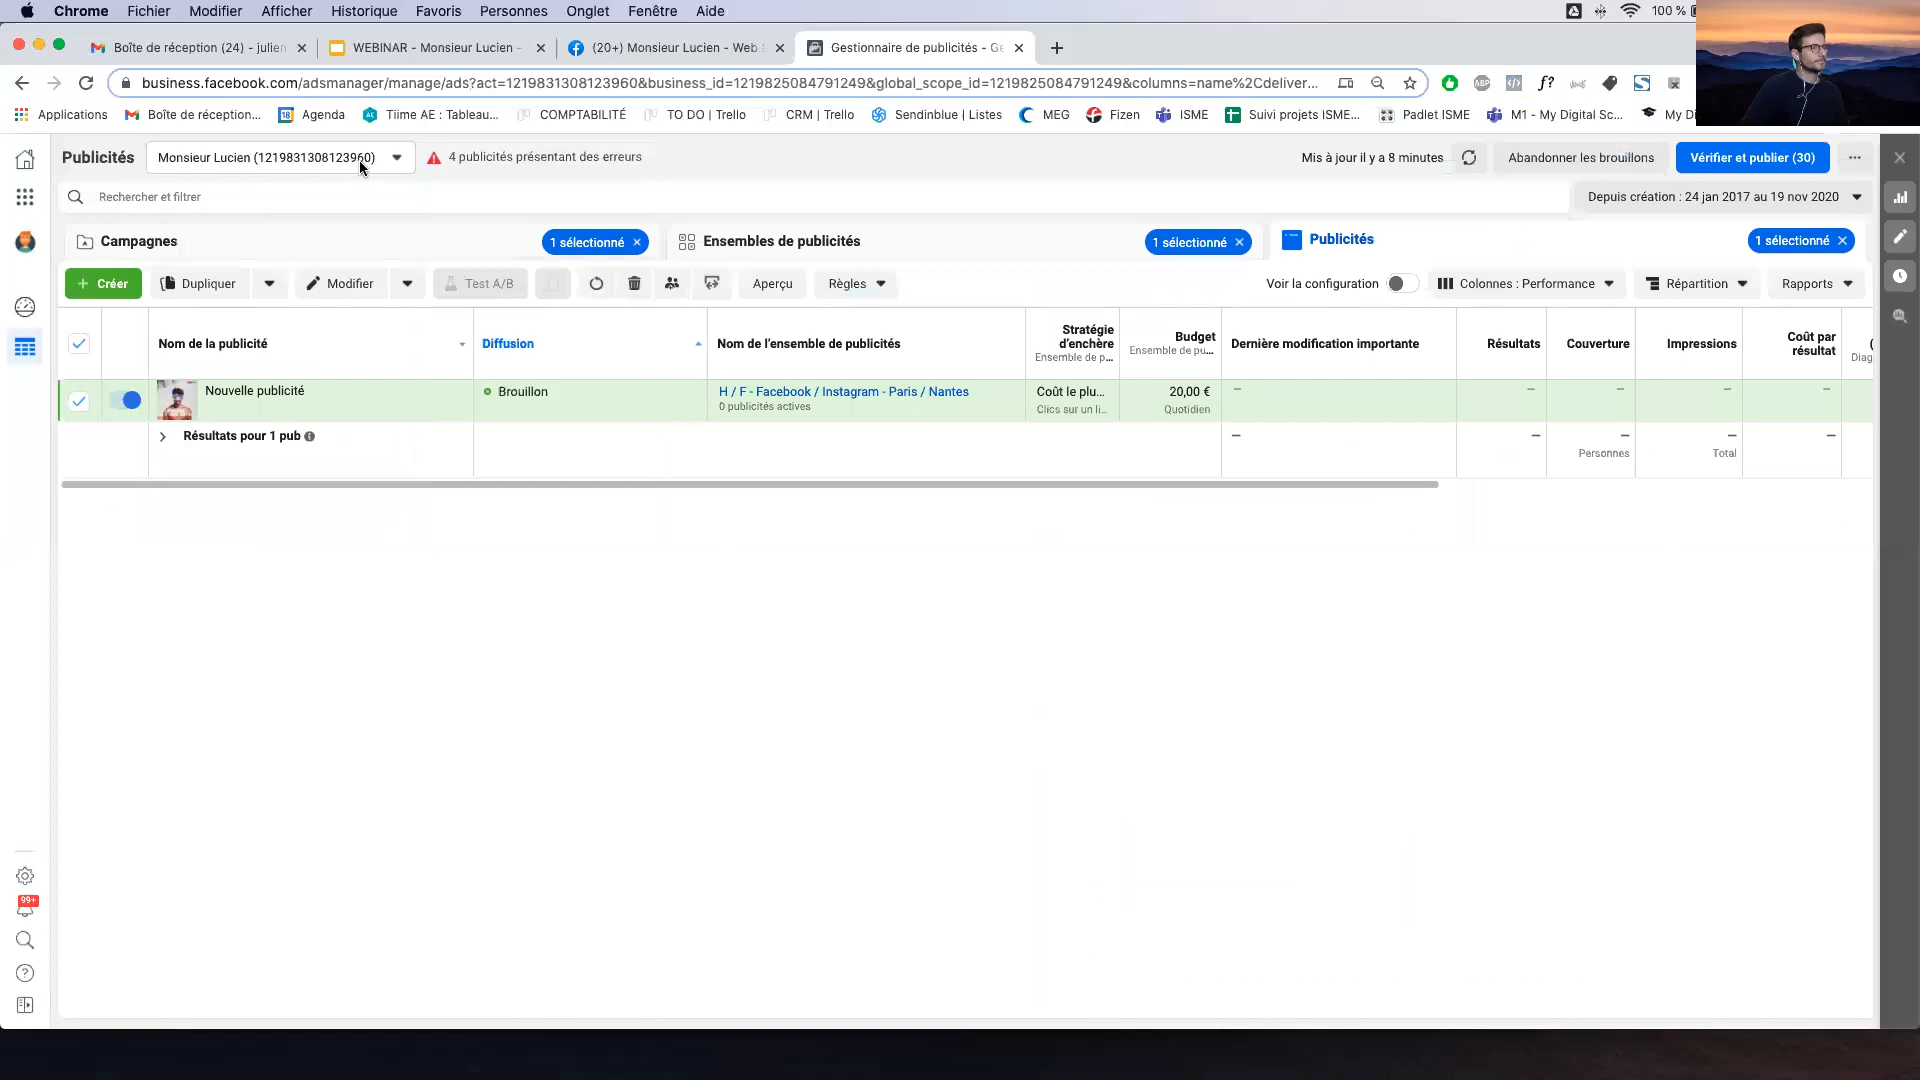 Chrome Fichier Modifier Afficher Historique Favoris Personnes Onglet Fenêtre Aide 100 %
Boîte de réception (24) - julien
WEBINAR - Monsieur Lucien -
(20+) Monsieur Lucien - Web
Gestionnaire de publicités - Ge
business.facebook.com/adsmanager/manage/ads?act=1219831308123960&business_id=1219825084791249&global_scope_id=1219825084791249&columns=name%2Cdeliver...
Applications Boîte de réception... Agenda Tiime AE : Tableau... COMPTABILITÉ TO DO | Trello CRM | Trello Sendinblue | Listes MEG Fizen ISME Suivi projets ISME... Padlet ISME M1 - My Digital Sc... My Di
Publicités Monsieur Lucien (1219831308123960) 4 publicités présentant des erreurs Mis à jour il y a 8 minutes Abandonner les brouillons Vérifier et publier (30)
Rechercher et filtrer Depuis création : 24 jan 2017 au 19 nov 2020
Campagnes 1 sélectionné Ensembles de publicités 1 sélectionné Publicités 1 sélectionné
+ Créer Dupliquer Modifier Test A/B Aperçu Règles Voir la configuration Colonnes : Performance Répartition Rapports
Nom de la publicité Diffusion Nom de l'ensemble de publicités Stratégie d'enchère Ensemble de p... Budget Ensemble de pu... Dernière modification importante Résultats Couverture Impressions Coût par résultat ( Diag
Nouvelle publicité Brouillon H / F - Facebook / Instagram - Paris / Nantes Coût le plu... 20,00 € — — — — —
0 publicités actives Clics sur un li... Quotidien
Résultats pour 1 pub — — — — —
Personnes Total
99+